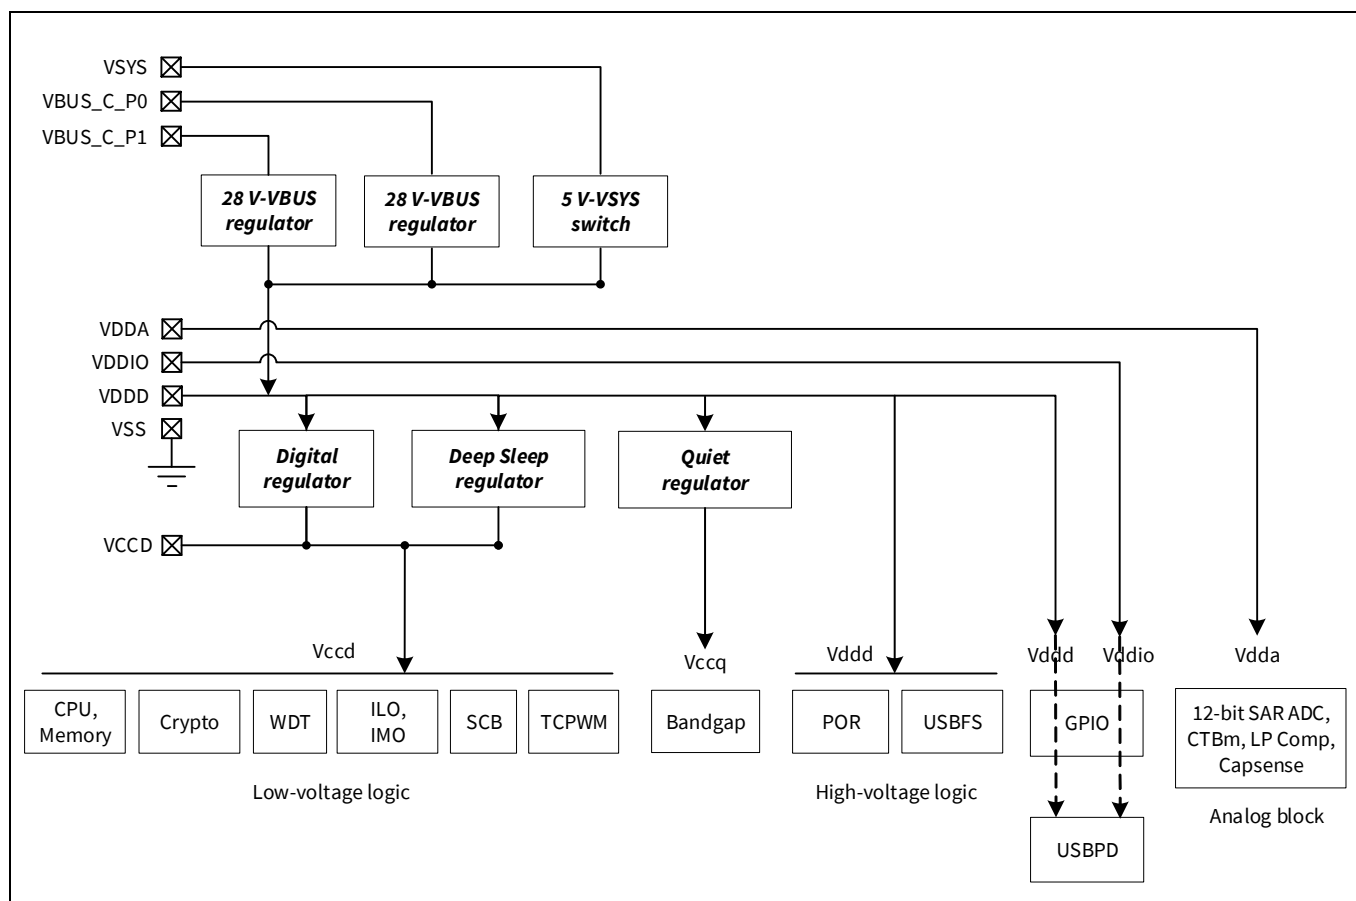 VSYS
VBUS_C_P0
VBUS_C_P1
28 V-VBUS
regulator
28 V-VBUS
regulator
5 V-VSYS
switch
VDDA
VDDIO
VDDD
VSS
Digital
regulator
Deep Sleep
regulator
Quiet
regulator
VCCD
Vccd
Vccq
Vddd
Vddd
Vddio
Vdda
CPU,
Memory
Crypto
WDT
ILO,
IMO
SCB
TCPWM
Bandgap
POR
USBFS
GPIO
12-bit SAR ADC,
CTBm, LP Comp,
Capsense
Low-voltage logic
High-voltage logic
Analog block
USBPD